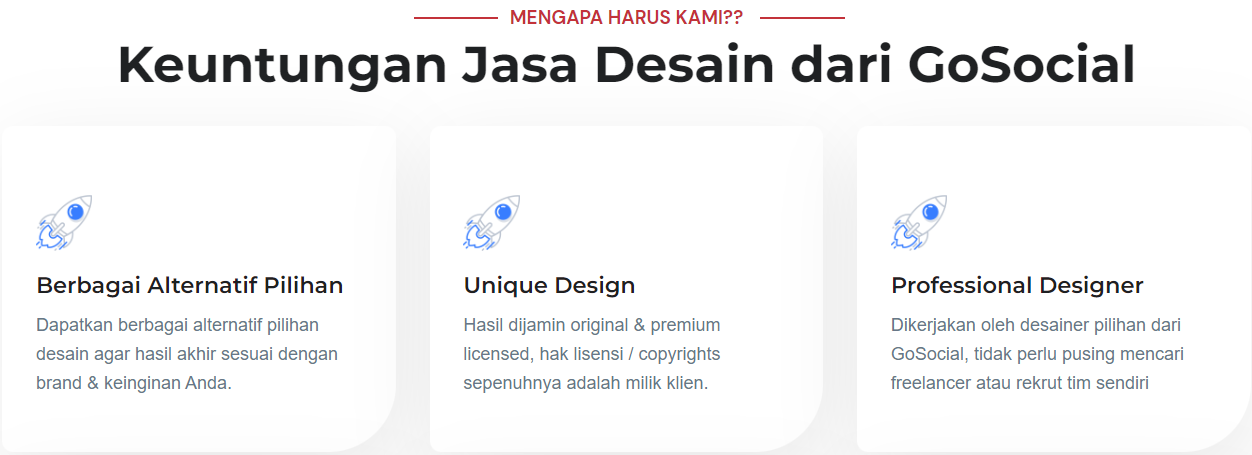 MENGAPA HARUS KAMI??
Keuntungan Jasa Desain dari GoSocial
Berbagai Alternatif Pilihan
Dapatkan berbagai alternatif pilihan
desain agar hasil akhir sesuai dengan
brand & keinginan Anda.
Unique Design
Hasil dijamin original & premium
licensed, hak lisensi / copyrights
sepenuhnya adalah milik klien.
Professional Designer
Dikerjakan oleh desainer pilihan dari
GoSocial, tidak perlu pusing mencari
freelancer atau rekrut tim sendiri